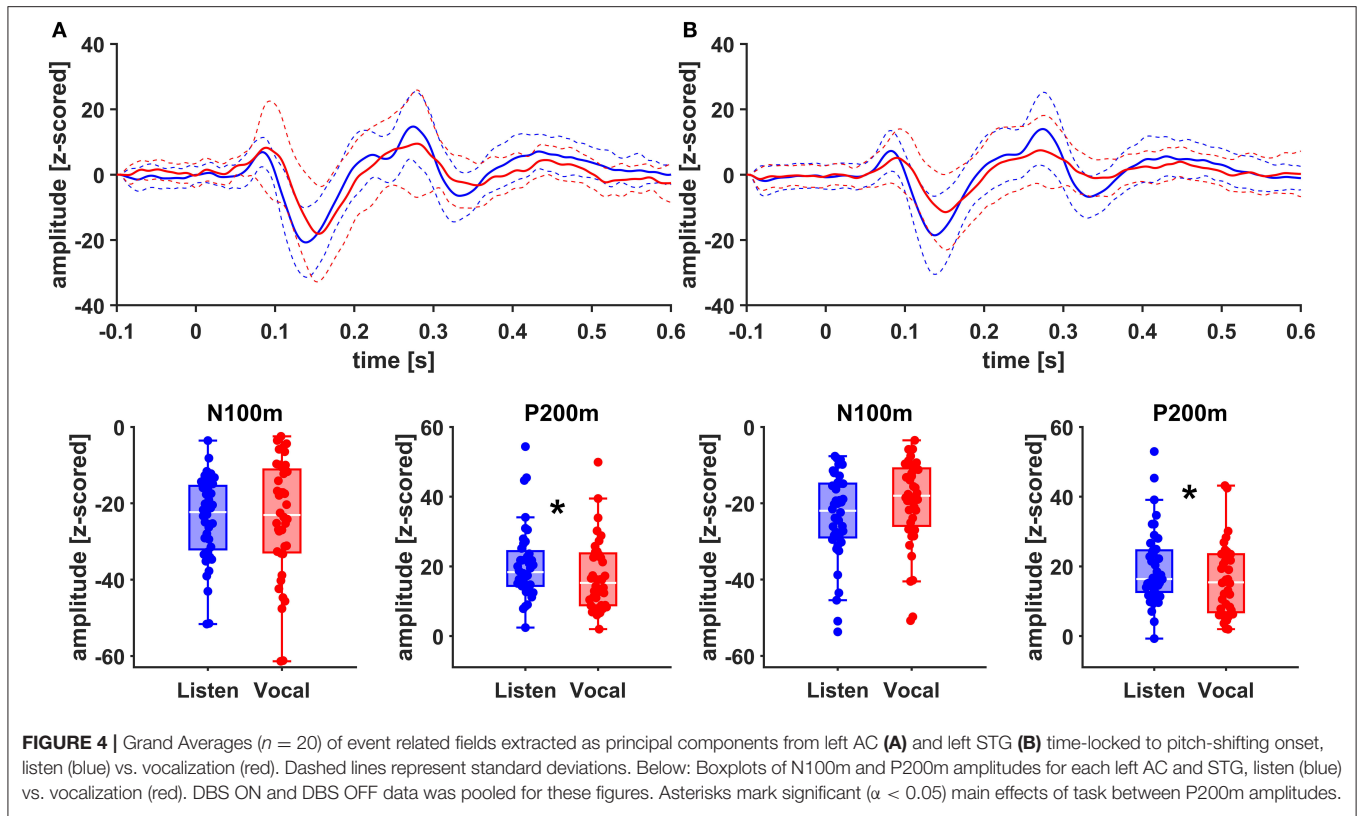 A
B
40
20
0
-20
-40
amplitude [z-scored]
-0.1 0 0.1 0.2 0.3 0.4 0.5 0.6
time [s]
40
20
0
-20
-40
amplitude [z-scored]
-0.1 0 0.1 0.2 0.3 0.4 0.5 0.6
time [s]
N100m
0
-20
-40
-60
amplitude [z-scored]
Listen Vocal
P200m
60
40
20
0
amplitude [z-scored]
*
Listen Vocal
N100m
0
-20
-40
-60
amplitude [z-scored]
Listen Vocal
P200m
60
40
20
0
amplitude [z-scored]
*
Listen Vocal
FIGURE 4 | Grand Averages (n = 20) of event related fields extracted as principal components from left AC (A) and left STG (B) time-locked to pitch-shifting onset,
listen (blue) vs. vocalization (red). Dashed lines represent standard deviations. Below: Boxplots of N100m and P200m amplitudes for each left AC and STG, listen (blue)
vs. vocalization (red). DBS ON and DBS OFF data was pooled for these figures. Asterisks mark significant (α < 0.05) main effects of task between P200m amplitudes.